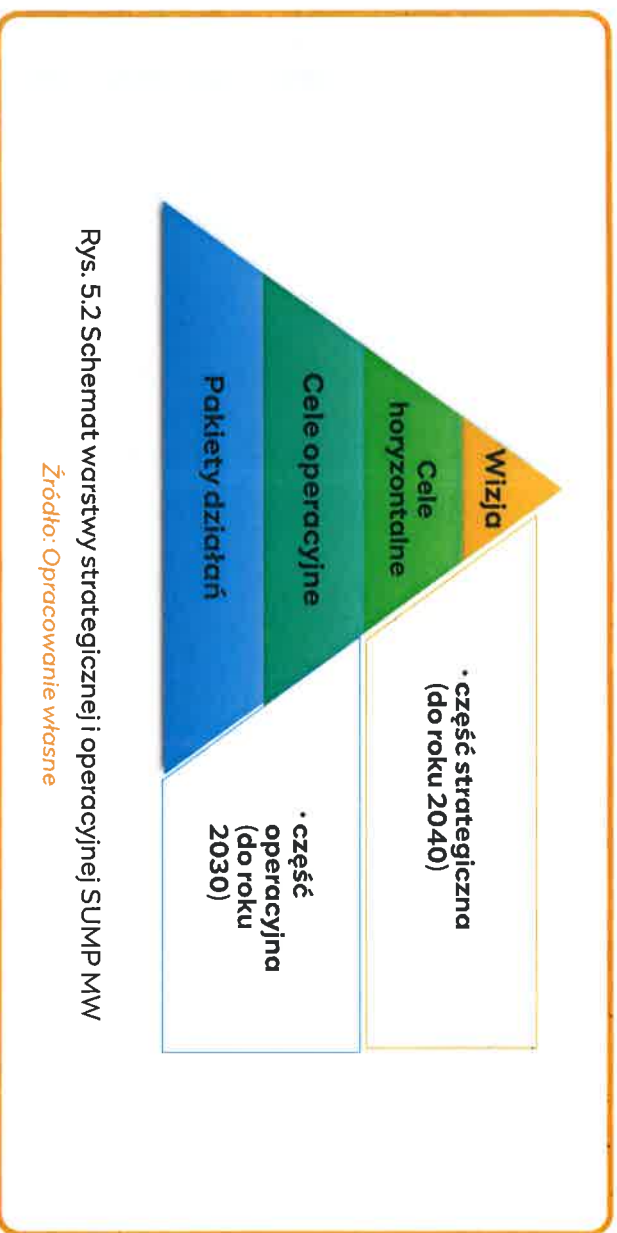 Wizja
Cele
horyzontalne
• część strategiczna
(do roku 2040)
Cele operacyjne
Pakiety działań
• część
operacyjna
(do roku
2030)
Rys. 5.2 Schemat warstwy strategicznej i operacyjnej SUMP MW
Źródło: Opracowanie własne